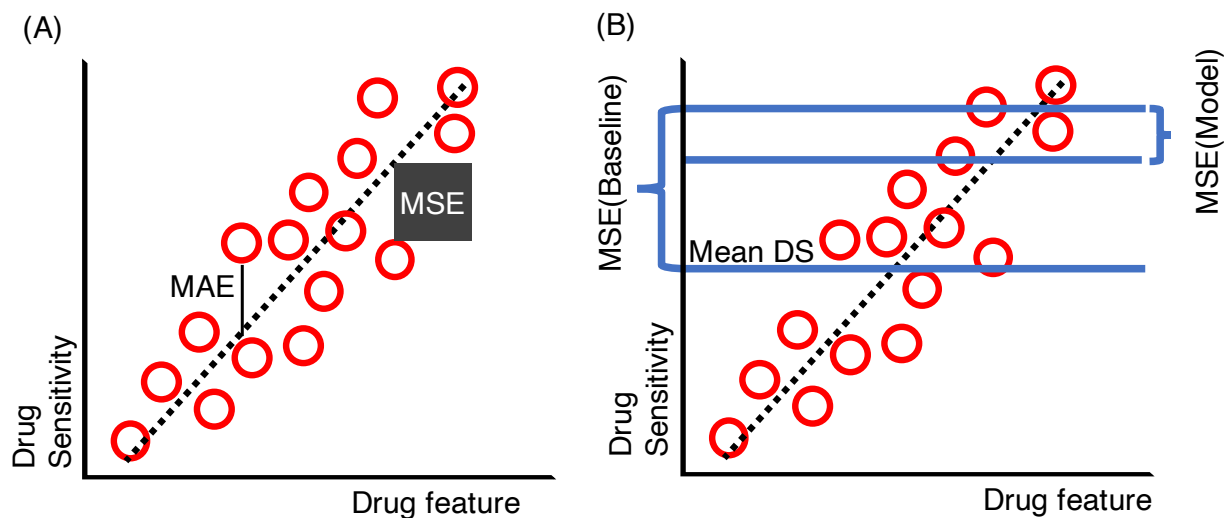 (A)
MSE
MAE
Drug
Sensitivity
Drug feature
(B)
MSE(Baseline)
MSE(Model)
Mean DS
Drug
Sensitivity
Drug feature